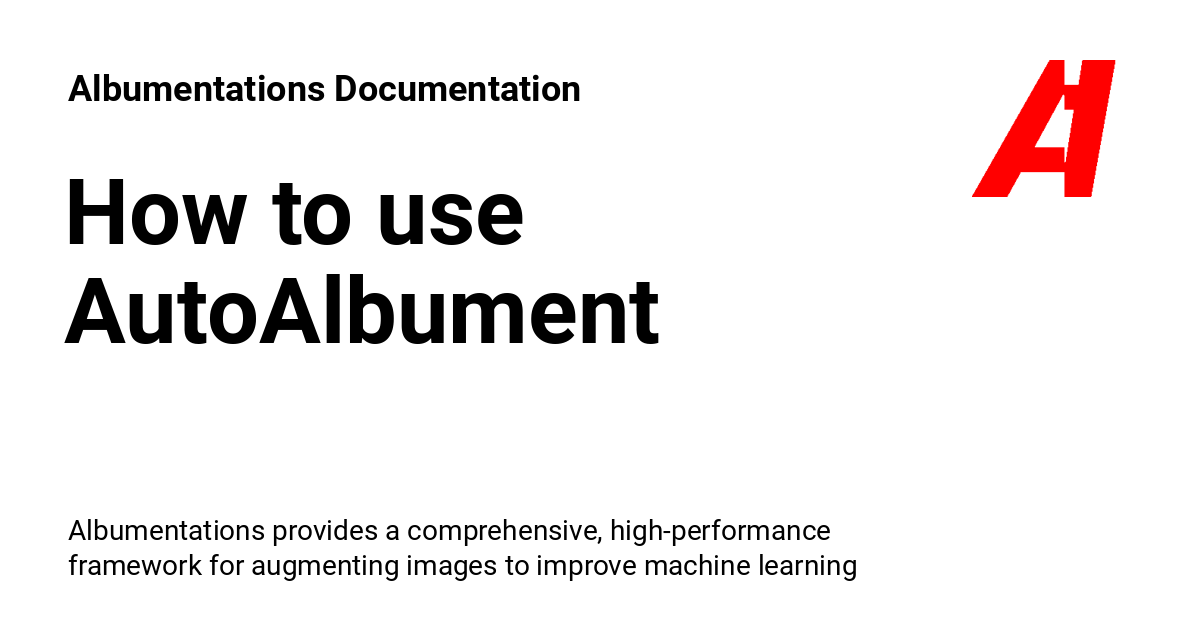 Albumentations Documentation
How to use
AutoAlbument
Albumentations provides a comprehensive, high-performance
framework for augmenting images to improve machine learning